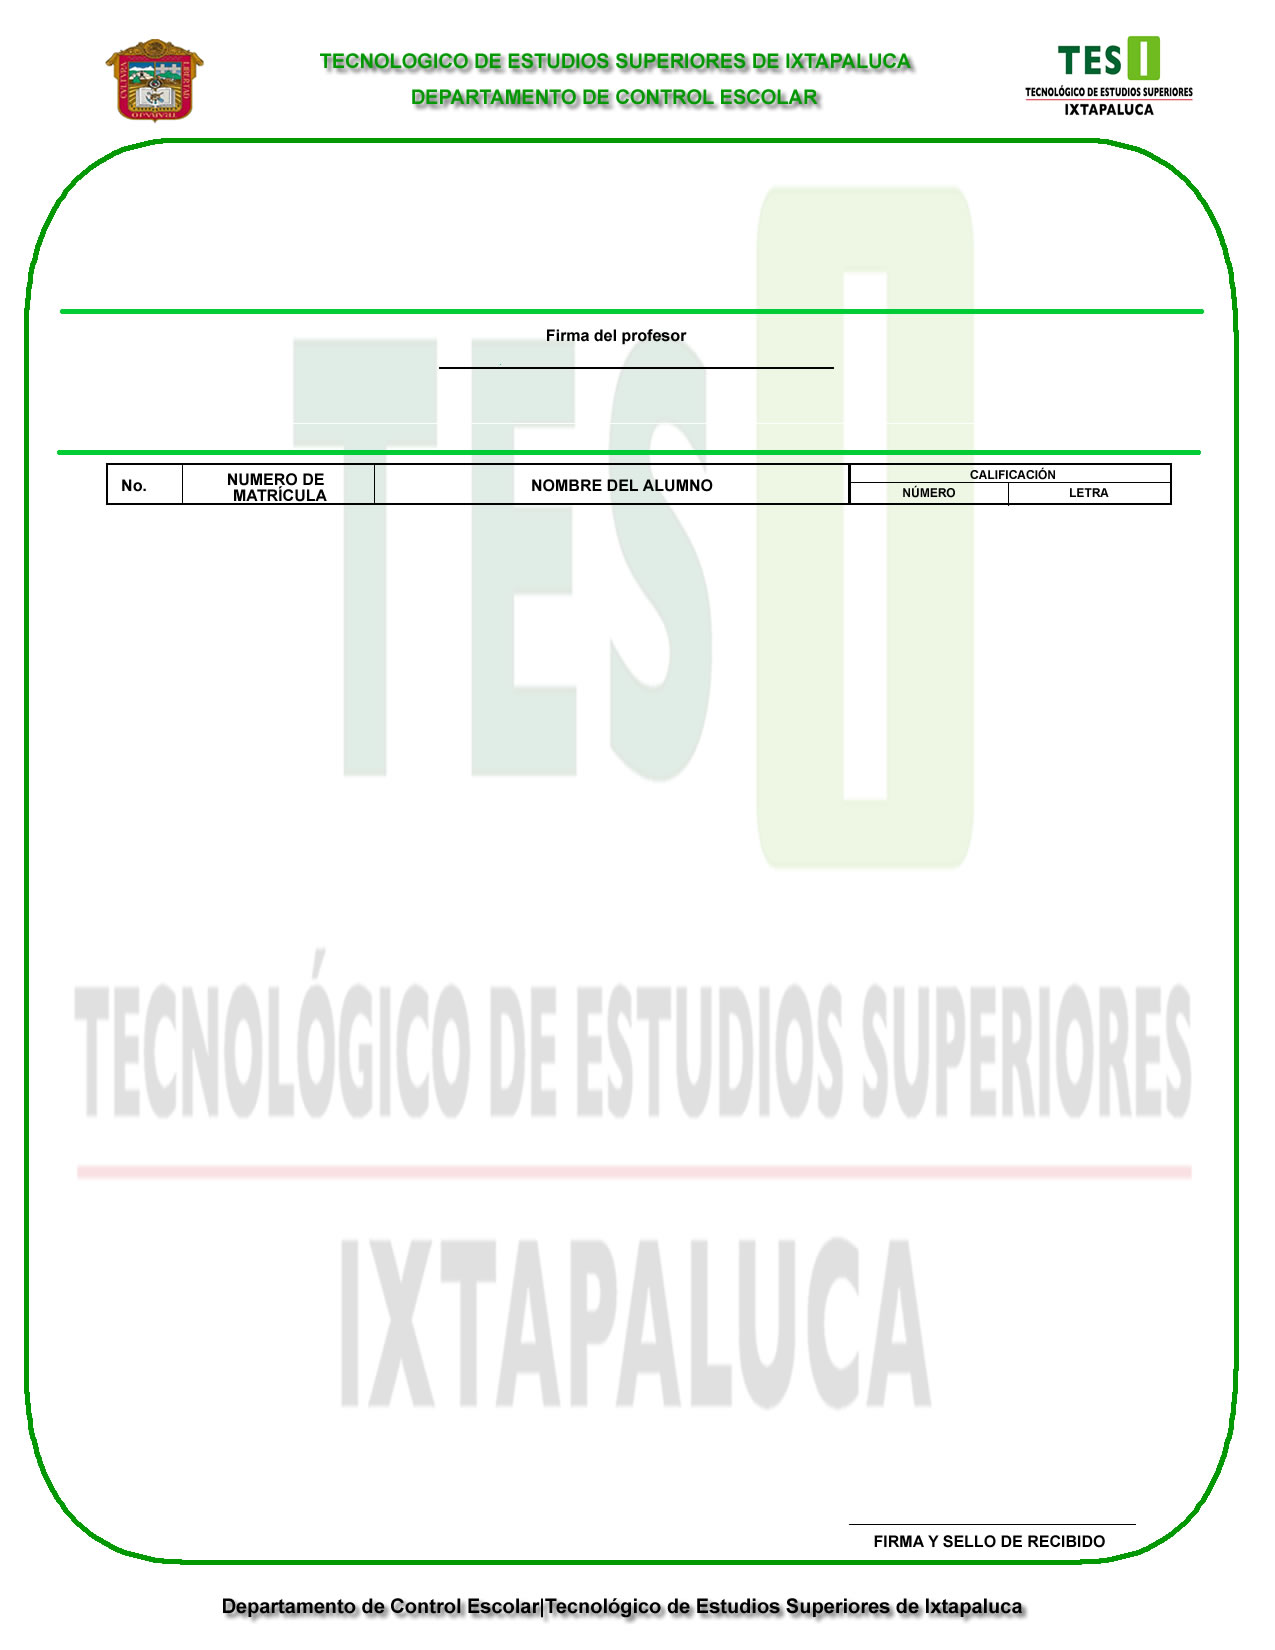 TECNOLOGICO DE ESTUDIOS SUPERIORES DE IXTAPALUCA
DEPARTAMENTO DE CONTROL ESCOLAR
TESI
TECNOLÓGICO DE ESTUDIOS SUPERIORES
IXTAPALUCA
LIBERTAD
Firma del profesor
No.
NUMERO DE
MATRÍCULA
NOMBRE DEL ALUMNO
CALIFICACIÓN
NÚMERO
LETRA
TESI
TECNOLÓGICO DE ESTUDIOS SUPERIORES
IXTAPALUCA
FIRMA Y SELLO DE RECIBIDO
Departamento de Control Escolar|Tecnológico de Estudios Superiores de Ixtapaluca